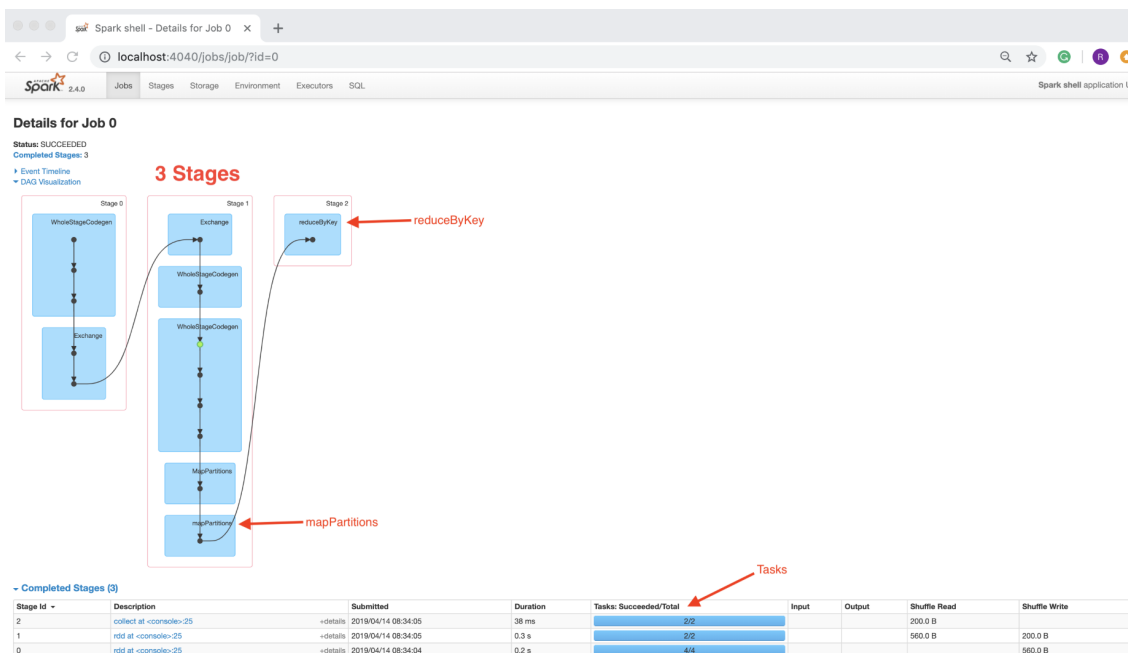 Spark shell - Details for Job 0
localhost:4040/jobs/job/?id=0
R
APACHE Spark 2.4.0 Jobs Stages Storage Environment Executors SQL Spark shell application U
Details for Job 0
Status: SUCCEEDED
Completed Stages: 3
Event Timeline
DAG Visualization
3 Stages
Stage 0
WholeStageCodegen
Exchange
Stage 1
Exchange
WholeStageCodegen
WholeStageCodegen
MapPartitions
mapPartitions
Stage 2
reduceByKey
reduceByKey
mapPartitions
Tasks
Completed Stages (3)
Stage Id Description Submitted Duration Tasks: Succeeded/Total Input Output Shuffle Read Shuffle Write
2 collect at <console>:25 +details 2019/04/14 08:34:05 38 ms 2/2 200.0 B
1 rdd at <console>:25 +details 2019/04/14 08:34:05 0.3 s 2/2 560.0 B 200.0 B
0 rdd at <console>:25 +details 2019/04/14 08:34:04 0.2 s 4/4 560.0 B